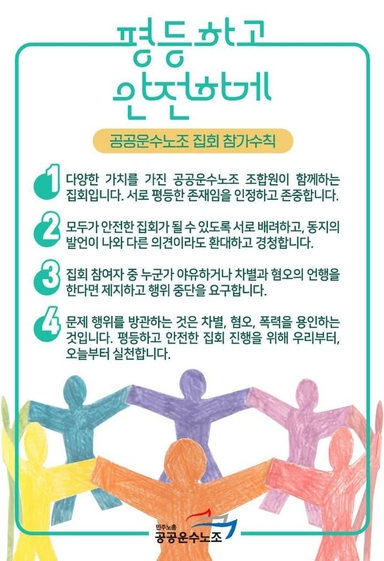 평등하고
안전하게
공공운수노조 집회 참가수칙
1 다양한 가치를 가진 공공운수노조 조합원이 함께하는
집회입니다. 서로 평등한 존재임을 인정하고 존중합니다.
2 모두가 안전한 집회가 될 수 있도록 서로 배려하고, 동지의
발언이 나와 다른 의견이라도 환대하고 경청합니다.
3 집회 참여자 중 누군가 야유하거나 차별과 혐오의 언행을
한다면 제지하고 행위 중단을 요구합니다.
4 문제 행위를 방관하는 것은 차별, 혐오, 폭력을 용인하는
것입니다. 평등하고 안전한 집회 진행을 위해 우리부터,
오늘부터 실천합니다.
민주노총
공공운수노조